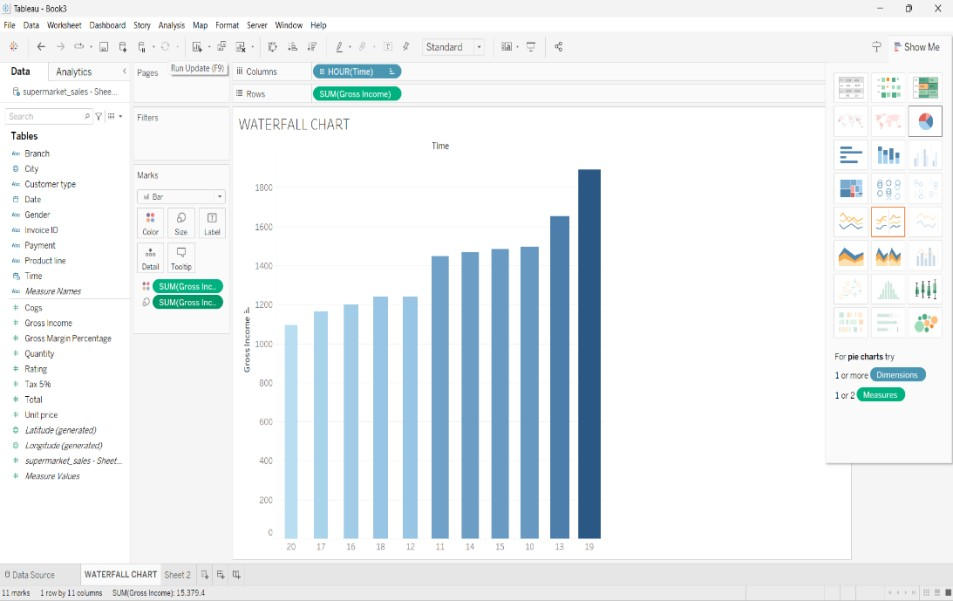 Tableau - Book3
File Data Worksheet Dashboard Story Analysis Map Format Server Window Help
Standard
Show Me
Data Analytics
Pages
Run Update (F9)
Columns HOUR(Time)
Rows SUM(Gross Income)
supermarket_sales - Shee...
Search
Tables
Abc Branch
City
Abc Customer type
Date
Abc Gender
Abc Invoice ID
Abc Payment
Abc Product line
Time
Abc Measure Names
Cogs
Gross Income
Gross Margin Percentage
Quantity
Rating
Tax 5%
Total
Unit price
Latitude (generated)
Longitude (generated)
supermarket_sales - Sheet...
Measure Values
Filters
Marks
Bar
Color Size Label
Detail Tooltip
SUM(Gross Inc..
SUM(Gross Inc..
WATERFALL CHART
Time
Gross Income
1800
1600
1400
1200
1000
800
600
400
200
0
20 17 16 18 12 11 14 15 10 13 19
For pie charts try
1 or more Dimensions
1 or 2 Measures
Data Source WATERFALL CHART Sheet 2
11 marks 1 row by 11 columns SUM(Gross Income): 15,379.4